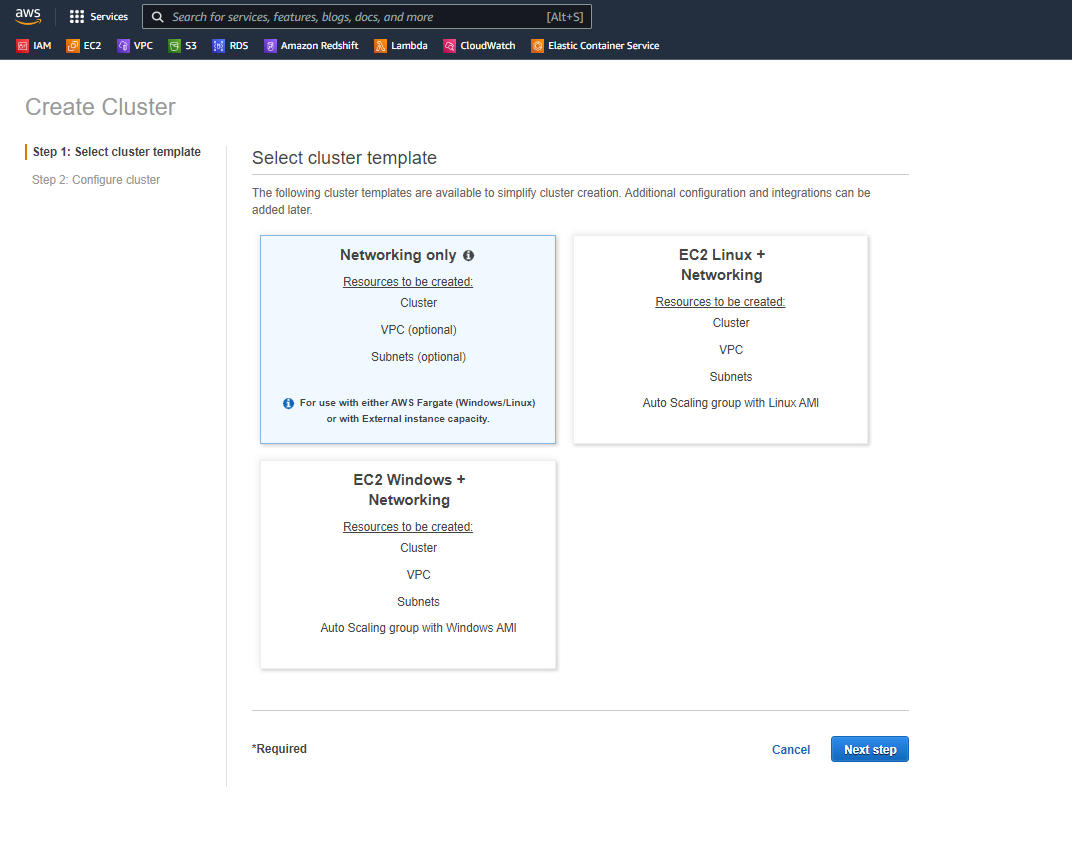 aws
Services
Search for services, features, blogs, docs, and more
[Alt+S]
IAM
EC2
VPC
S3
RDS
Amazon Redshift
Lambda
CloudWatch
Elastic Container Service
Create Cluster
Step 1: Select cluster template
Step 2: Configure cluster
Select cluster template
The following cluster templates are available to simplify cluster creation. Additional configuration and integrations can be
added later.
Networking only
Resources to be created:
Cluster
VPC (optional)
Subnets (optional)
For use with either AWS Fargate (Windows/Linux)
or with External instance capacity.
EC2 Linux +
Networking
Resources to be created:
Cluster
VPC
Subnets
Auto Scaling group with Linux AMI
EC2 Windows +
Networking
Resources to be created:
Cluster
VPC
Subnets
Auto Scaling group with Windows AMI
*Required
Cancel
Next step